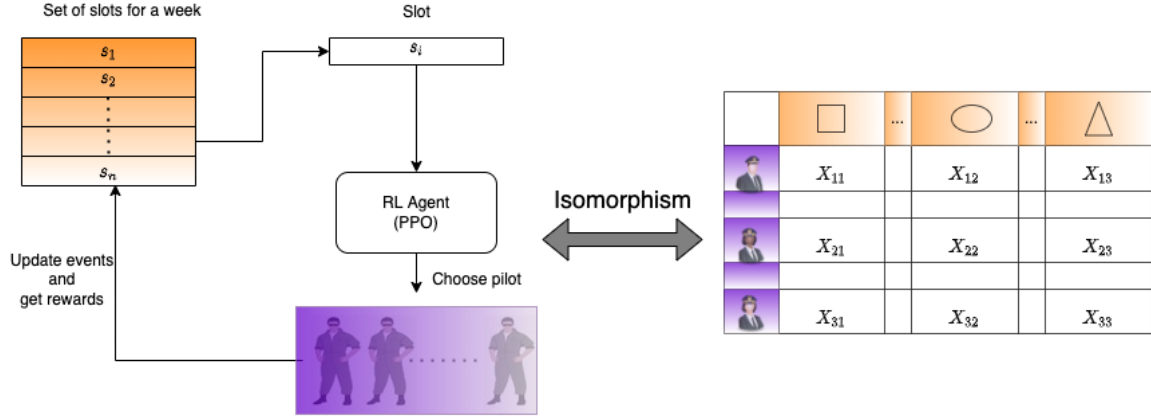 Set of slots for a week
s₁
s₂
sₙ
Slot
sᵢ
RL Agent
(PPO)
Choose pilot
Update events
and
get rewards
Isomorphism
... ...
X₁₁ X₁₂ X₁₃
X₂₁ X₂₂ X₂₃
X₃₁ X₃₂ X₃₃